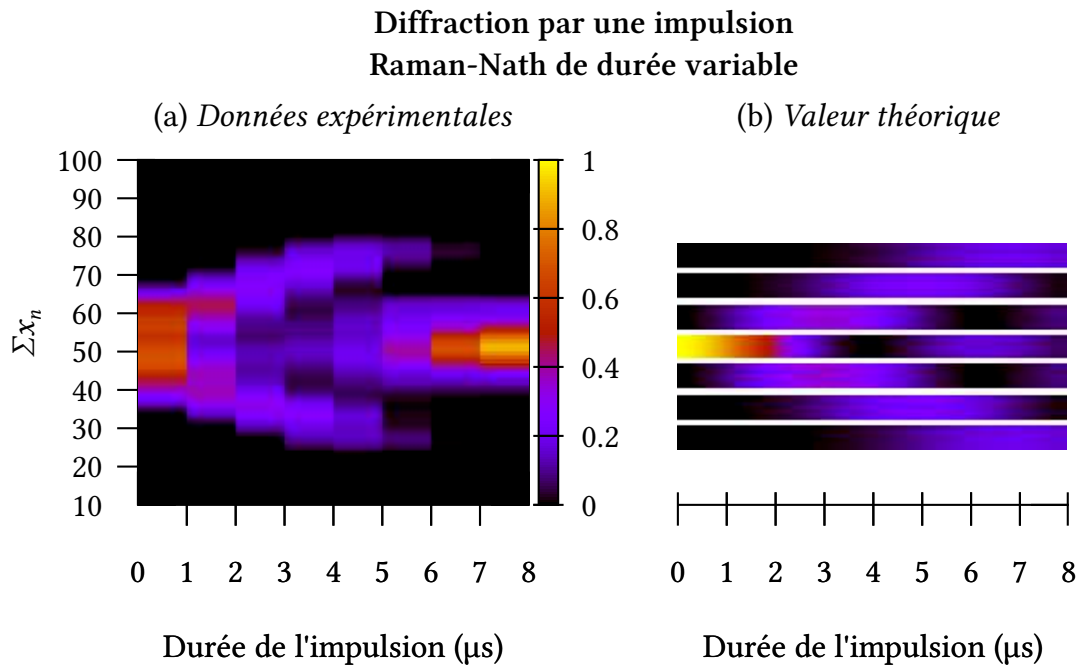 Diffraction par une impulsion
Raman-Nath de durée variable
(a) Données expérimentales
(b) Valeur théorique
100
90
80
70
60
50
40
30
20
10
Σxₙ
1
0.8
0.6
0.4
0.2
0
0 1 2 3 4 5 6 7 8
0 1 2 3 4 5 6 7 8
Durée de l'impulsion (μs)
Durée de l'impulsion (μs)